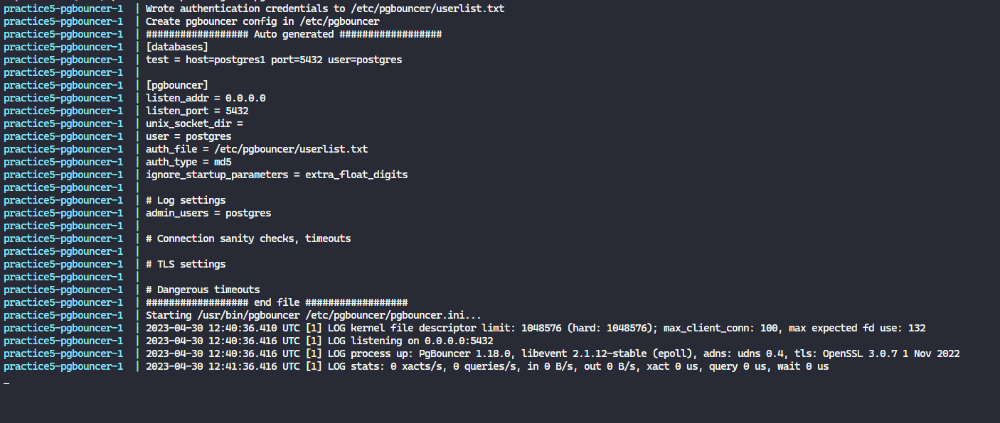 practice5-pgbouncer-1 | Wrote authentication credentials to /etc/pgbouncer/userlist.txt
practice5-pgbouncer-1 | Create pgbouncer config in /etc/pgbouncer
practice5-pgbouncer-1 | ################## Auto generated ##################
practice5-pgbouncer-1 | [databases]
practice5-pgbouncer-1 | test = host=postgres1 port=5432 user=postgres
practice5-pgbouncer-1 |
practice5-pgbouncer-1 | [pgbouncer]
practice5-pgbouncer-1 | listen_addr = 0.0.0.0
practice5-pgbouncer-1 | listen_port = 5432
practice5-pgbouncer-1 | unix_socket_dir =
practice5-pgbouncer-1 | user = postgres
practice5-pgbouncer-1 | auth_file = /etc/pgbouncer/userlist.txt
practice5-pgbouncer-1 | auth_type = md5
practice5-pgbouncer-1 | ignore_startup_parameters = extra_float_digits
practice5-pgbouncer-1 |
practice5-pgbouncer-1 | # Log settings
practice5-pgbouncer-1 | admin_users = postgres
practice5-pgbouncer-1 |
practice5-pgbouncer-1 | # Connection sanity checks, timeouts
practice5-pgbouncer-1 |
practice5-pgbouncer-1 | # TLS settings
practice5-pgbouncer-1 |
practice5-pgbouncer-1 | # Dangerous timeouts
practice5-pgbouncer-1 | ################## end file ##################
practice5-pgbouncer-1 | Starting /usr/bin/pgbouncer /etc/pgbouncer/pgbouncer.ini...
practice5-pgbouncer-1 | 2023-04-30 12:40:36.410 UTC [1] LOG kernel file descriptor limit: 1048576 (hard: 1048576); max_client_conn: 100, max expected fd use: 132
practice5-pgbouncer-1 | 2023-04-30 12:40:36.416 UTC [1] LOG listening on 0.0.0.0:5432
practice5-pgbouncer-1 | 2023-04-30 12:40:36.416 UTC [1] LOG process up: PgBouncer 1.18.0, libevent 2.1.12-stable (epoll), adns: udns 0.4, tls: OpenSSL 3.0.7 1 Nov 2022
practice5-pgbouncer-1 | 2023-04-30 12:41:36.416 UTC [1] LOG stats: 0 xacts/s, 0 queries/s, in 0 B/s, out 0 B/s, xact 0 us, query 0 us, wait 0 us